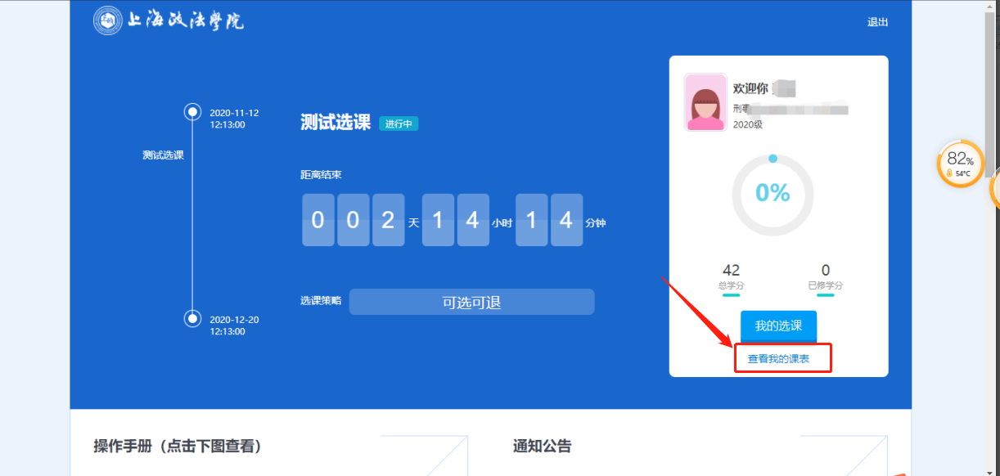 上海政法學院
退出
2020-11-12
12:13:00
测试选课
测试选课
进行中
距离结束
0 0 2 天 1 4 小时 1 4 分钟
选课策略
可选可退
2020-12-20
12:13:00
欢迎你
刑事
2020级
0%
42
总学分
0
已修学分
我的选课
查看我的课表
82%
54°C
操作手册（点击下图查看）
通知公告